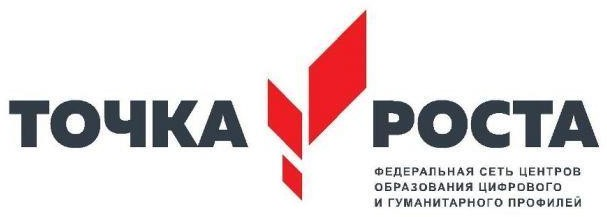 ТОЧКА РОСТА
ФЕДЕРАЛЬНАЯ СЕТЬ ЦЕНТРОВ
ОБРАЗОВАНИЯ ЦИФРОВОГО
И ГУМАНИТАРНОГО ПРОФИЛЕЙ